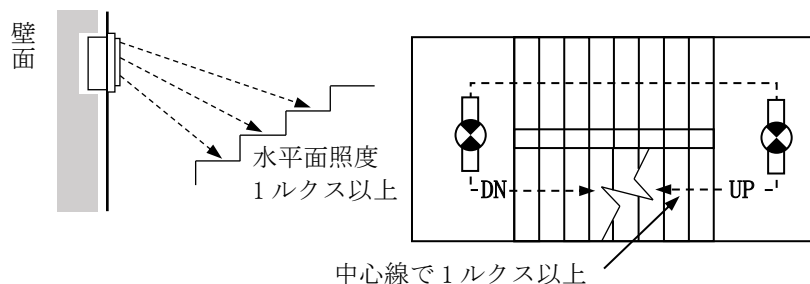 壁面
水平面照度
1ルクス以上
DN
UP
中心線で1ルクス以上